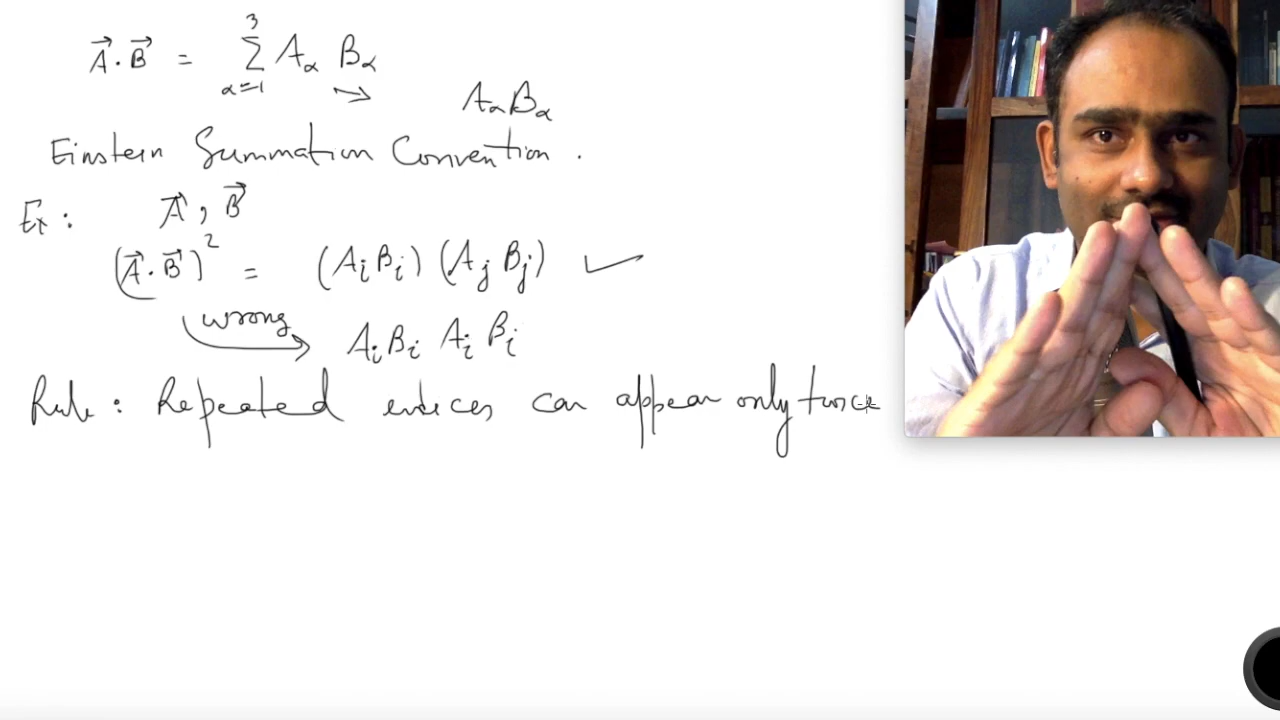 A⃗·B⃗ = Σ_{α=1}^{3} A_α B_α
A_α B_α
Einstein Summation Convention.
Ex: A⃗, B⃗
(A⃗·B⃗)² = (A_i B_i) (A_j B_j) ✓
wrong → A_i B_i A_i B_i
Rule: Repeated indices can appear only twice